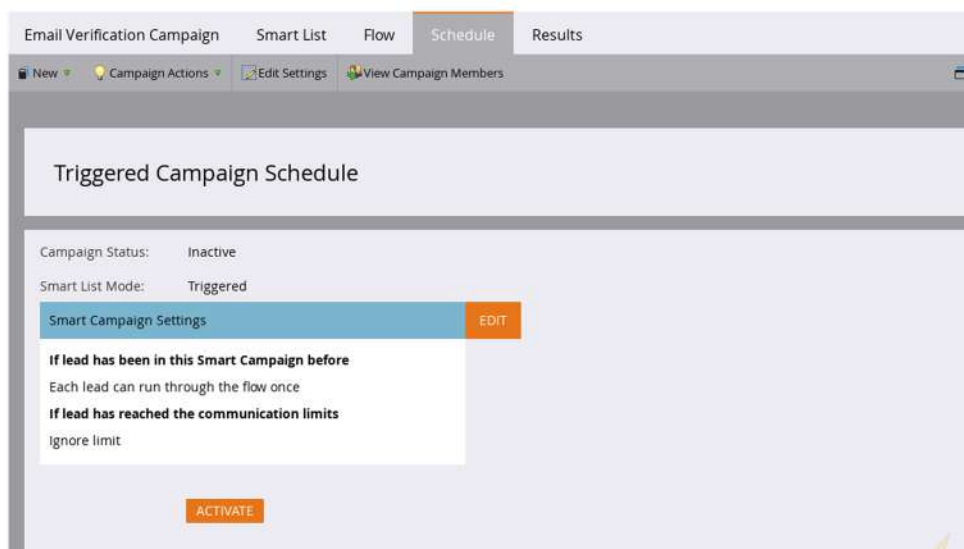 Email Verification Campaign Smart List Flow Schedule Results
New Campaign Actions Edit Settings View Campaign Members
Triggered Campaign Schedule
Campaign Status: Inactive
Smart List Mode: Triggered
Smart Campaign Settings EDIT
If lead has been in this Smart Campaign before
Each lead can run through the flow once
If lead has reached the communication limits
Ignore limit
ACTIVATE